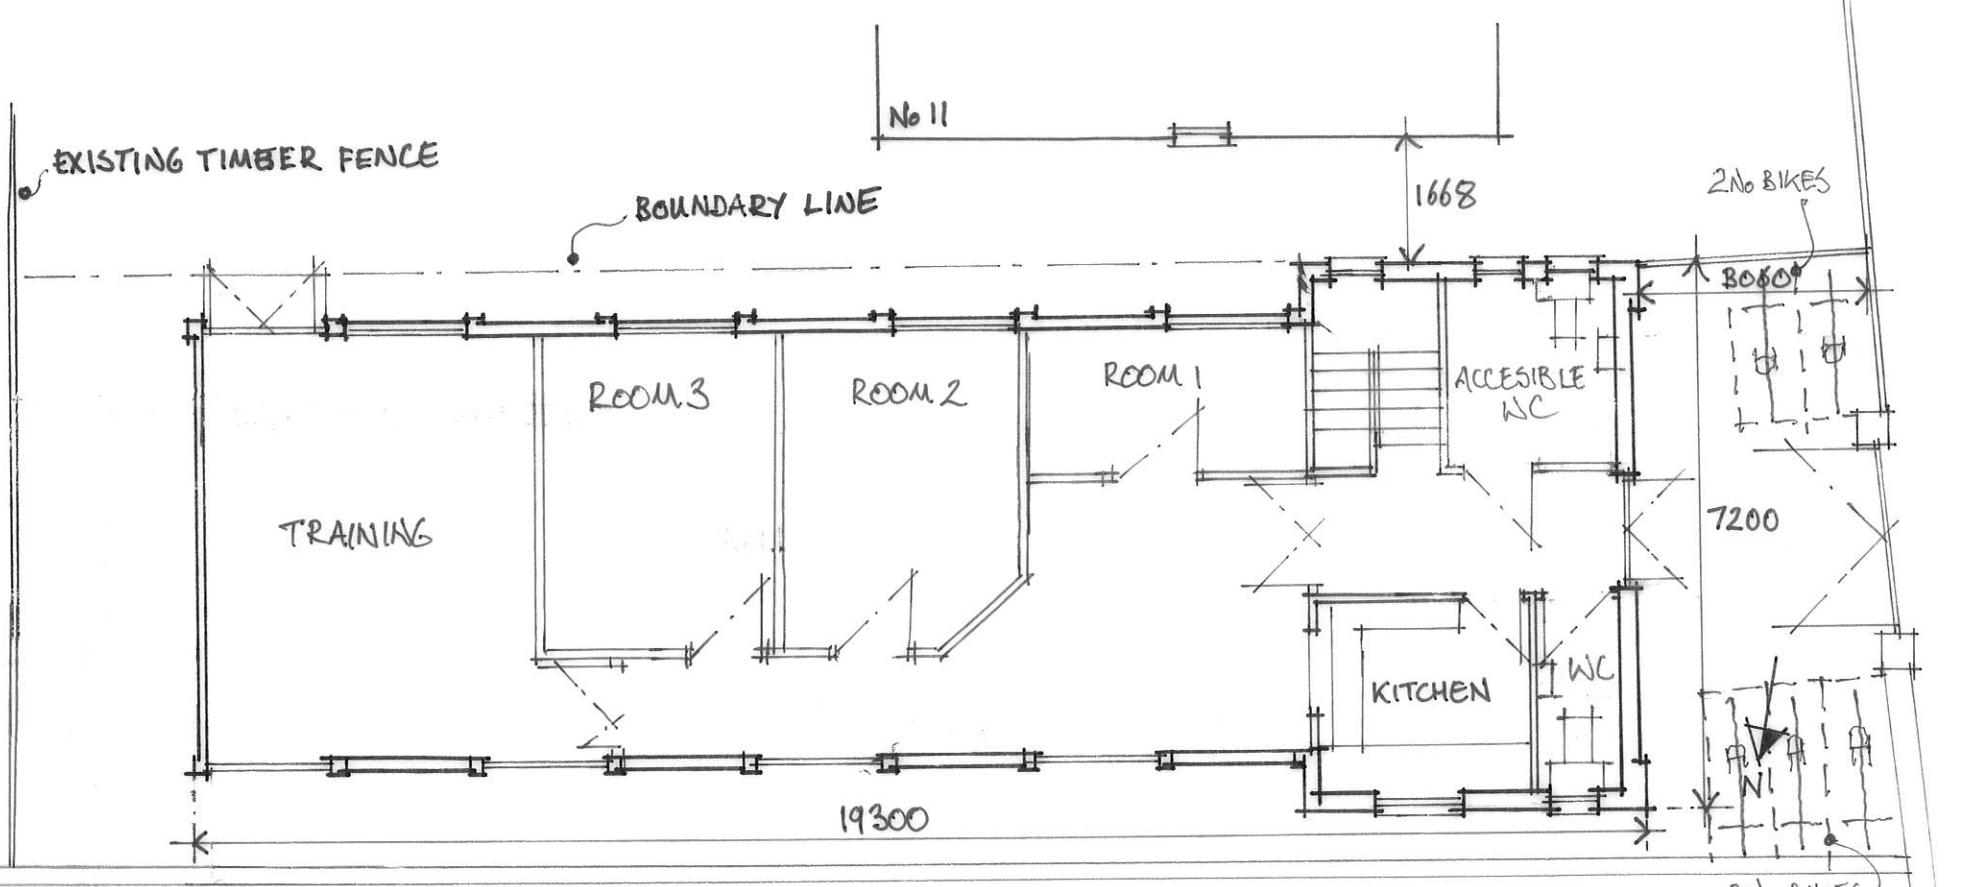 No 11
EXISTING TIMBER FENCE
2No BIKES
1668
BOUNDARY LINE
3060
ROOM 1
ROOM 3
ROOM 2
ACCESIBLE
WC
TRAINING
7200
WC
KITCHEN
N
19300